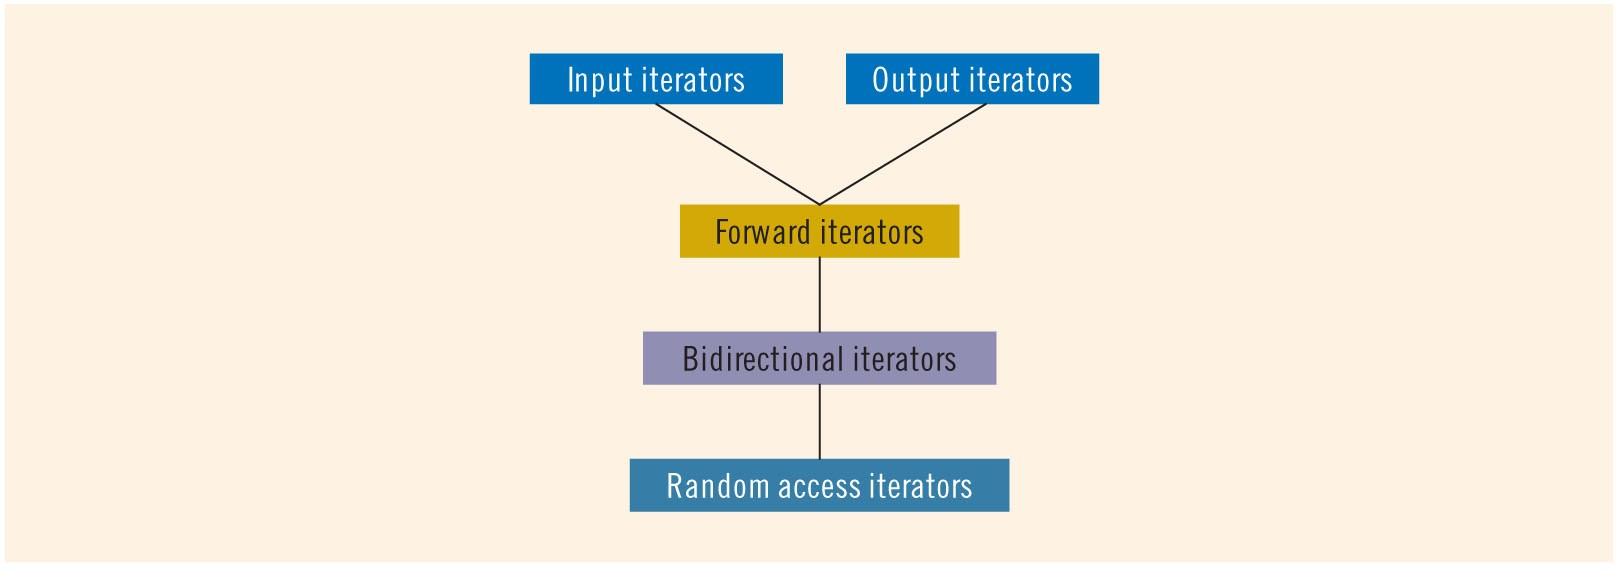 Input iterators
Output iterators
Forward iterators
Bidirectional iterators
Random access iterators